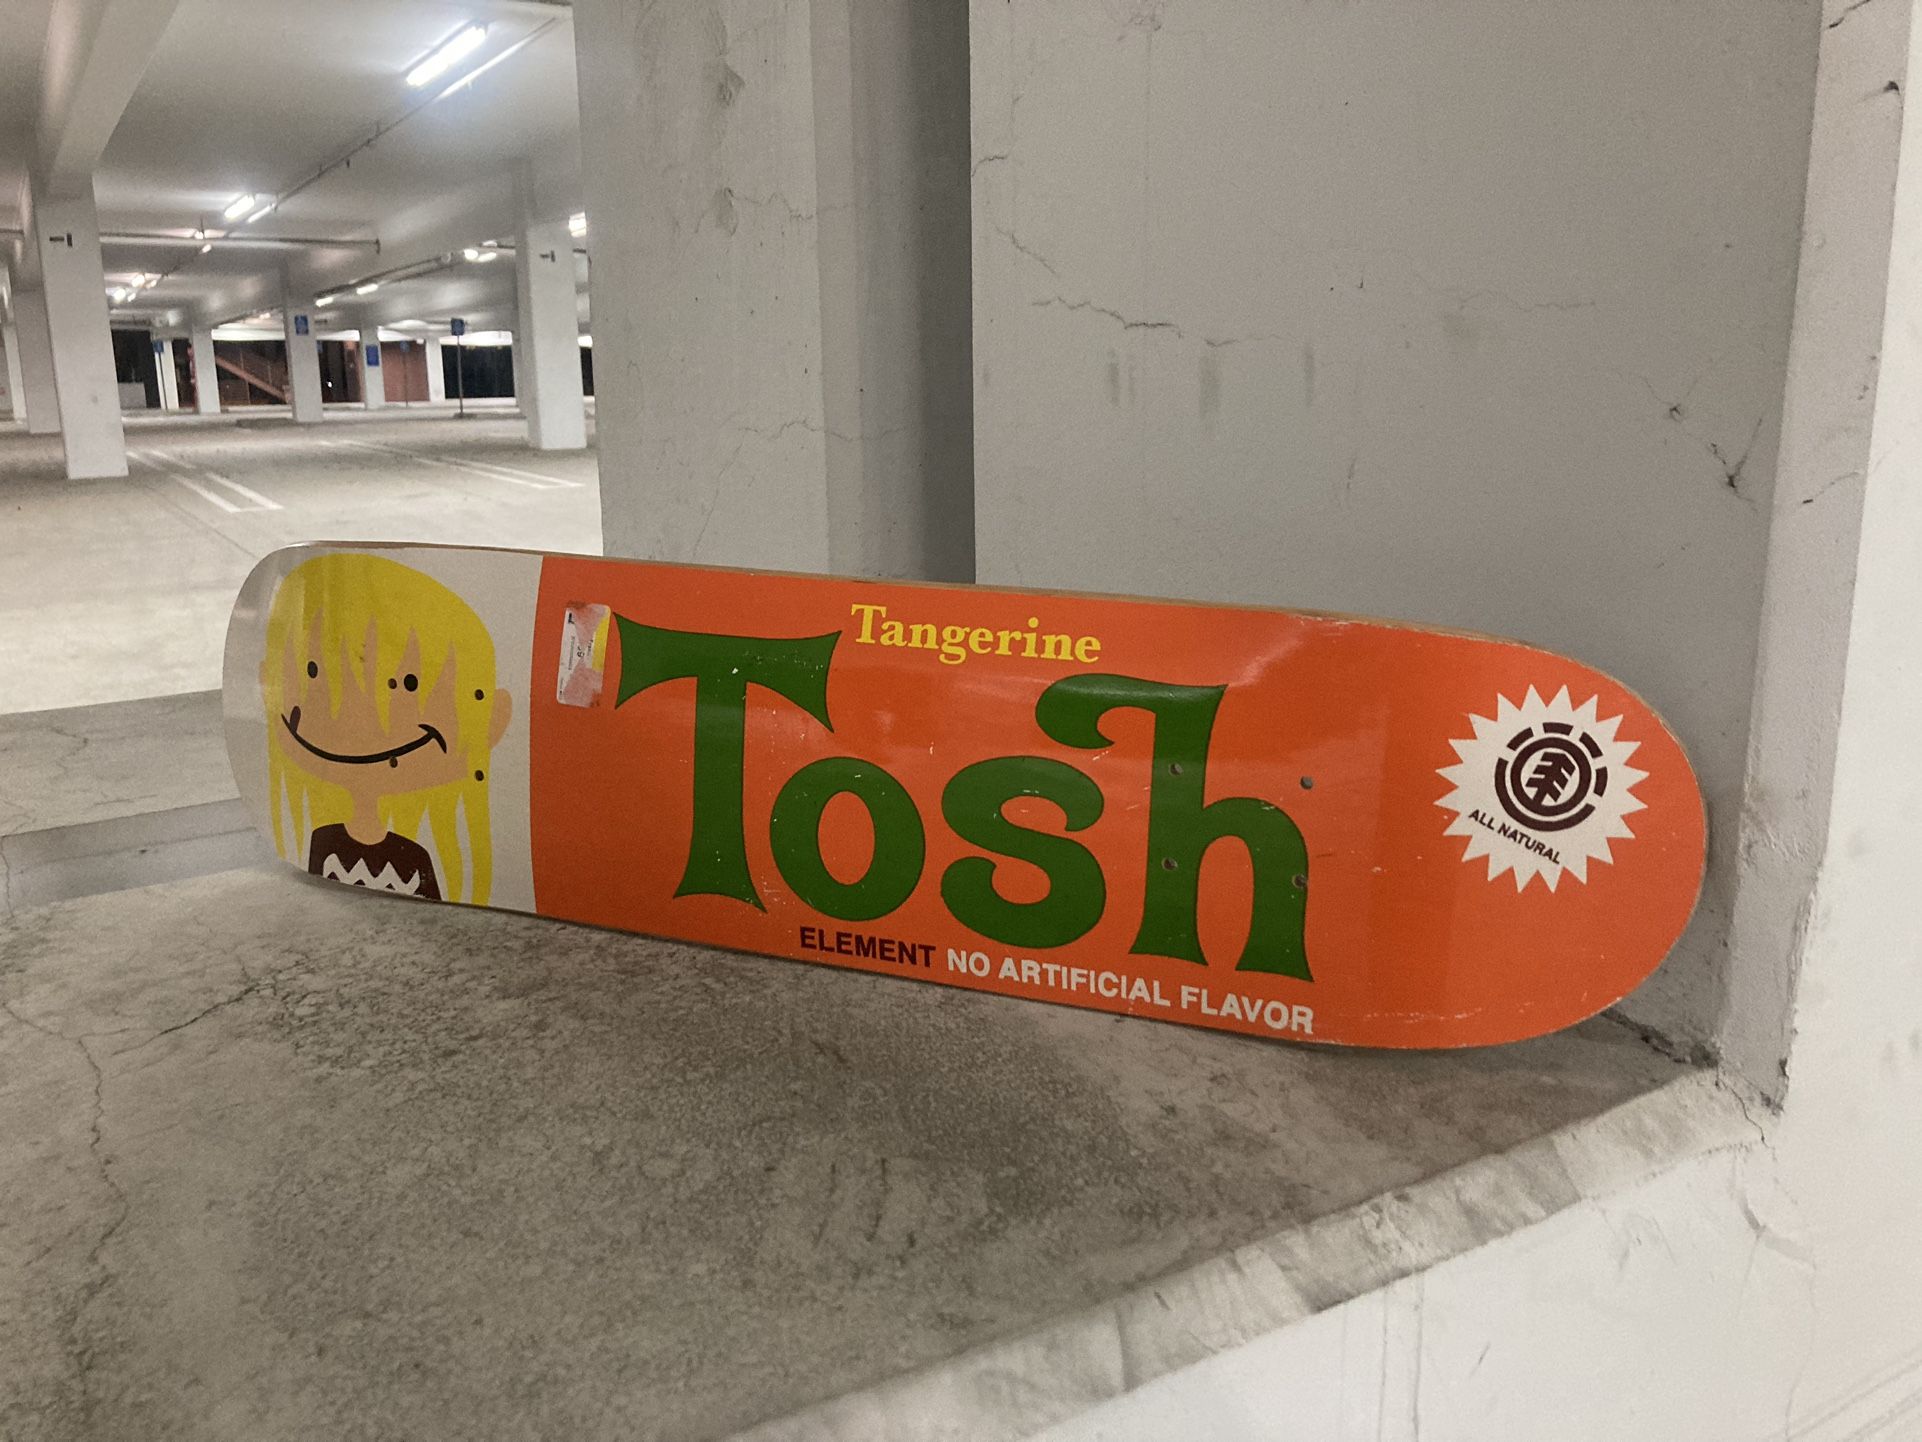 Tangerine
Tosh
ELEMENT NO ARTIFICIAL FLAVOR
ALL NATURAL